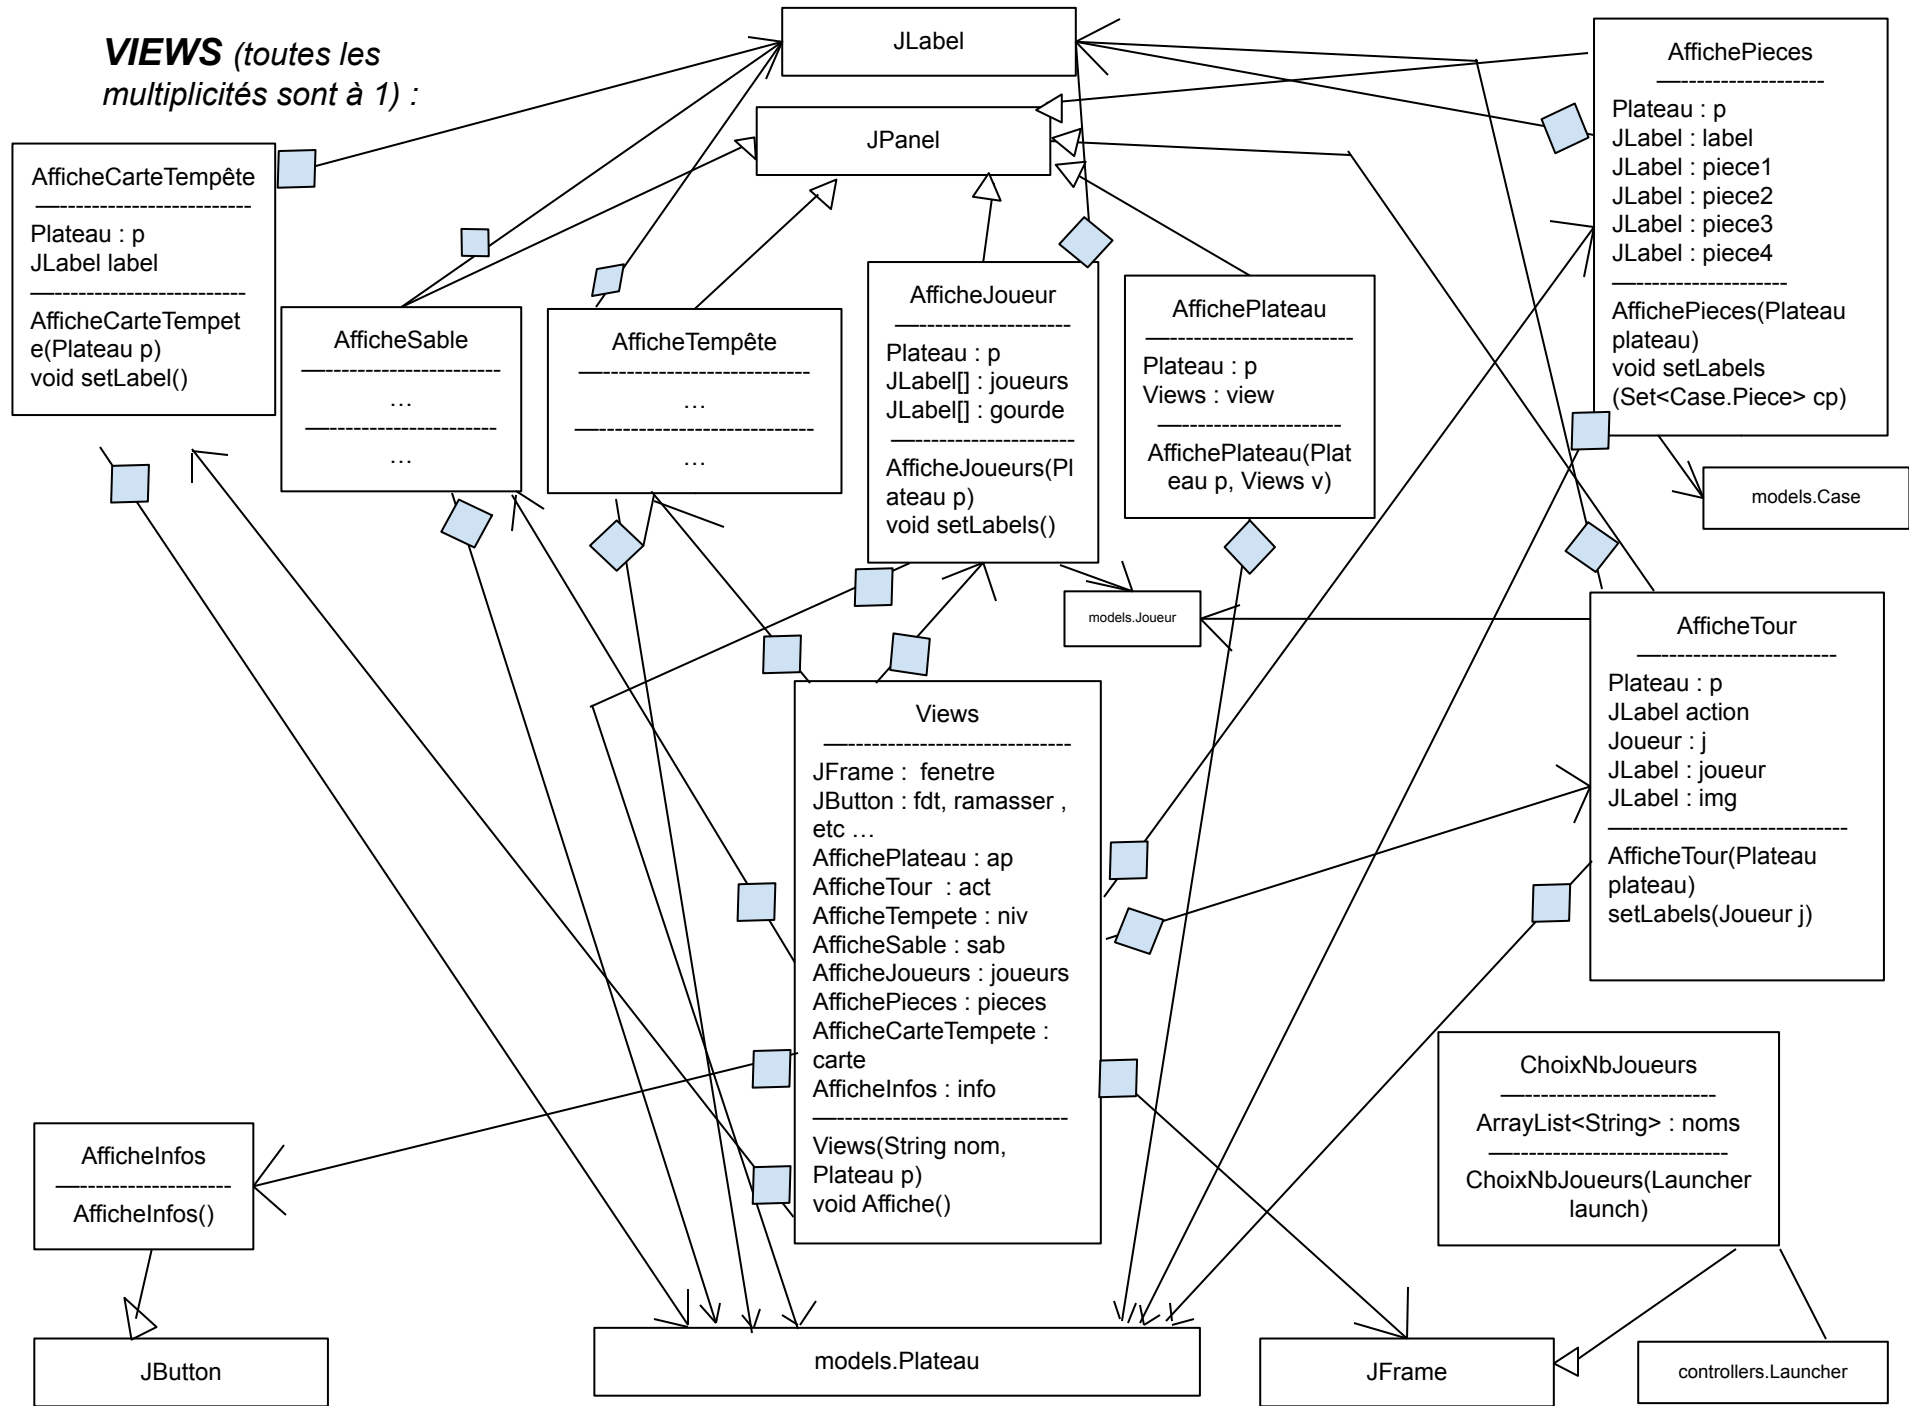 VIEWS (toutes les
multiplicités sont à 1) :
JLabel
JPanel
AffichePieces
Plateau : p
JLabel : label
JLabel : piece1
JLabel : piece2
JLabel : piece3
JLabel : piece4
AffichePieces(Plateau
plateau)
void setLabels
(Set<Case.Piece> cp)
AfficheCarteTempête
Plateau : p
JLabel label
AfficheCarteTempet
e(Plateau p)
void setLabel()
AfficheSable
...
...
AfficheTempête
...
...
AfficheJoueur
Plateau : p
JLabel[] : joueurs
JLabel[] : gourde
AfficheJoueurs(Pl
ateau p)
void setLabels()
AffichePlateau
Plateau : p
Views : view
AffichePlateau(Plat
eau p, Views v)
models.Case
models.Joueur
AfficheTour
Plateau : p
JLabel action
Joueur : j
JLabel : joueur
JLabel : img
AfficheTour(Plateau
plateau)
setLabels(Joueur j)
Views
JFrame : fenetre
JButton : fdt, ramasser ,
etc ...
AffichePlateau : ap
AfficheTour : act
AfficheTempete : niv
AfficheSable : sab
AfficheJoueurs : joueurs
AffichePieces : pieces
AfficheCarteTempete :
carte
AfficheInfos : info
Views(String nom,
Plateau p)
void Affiche()
ChoixNbJoueurs
ArrayList<String> : noms
ChoixNbJoueurs(Launcher
launch)
AfficheInfos
AfficheInfos()
JButton
models.Plateau
JFrame
controllers.Launcher